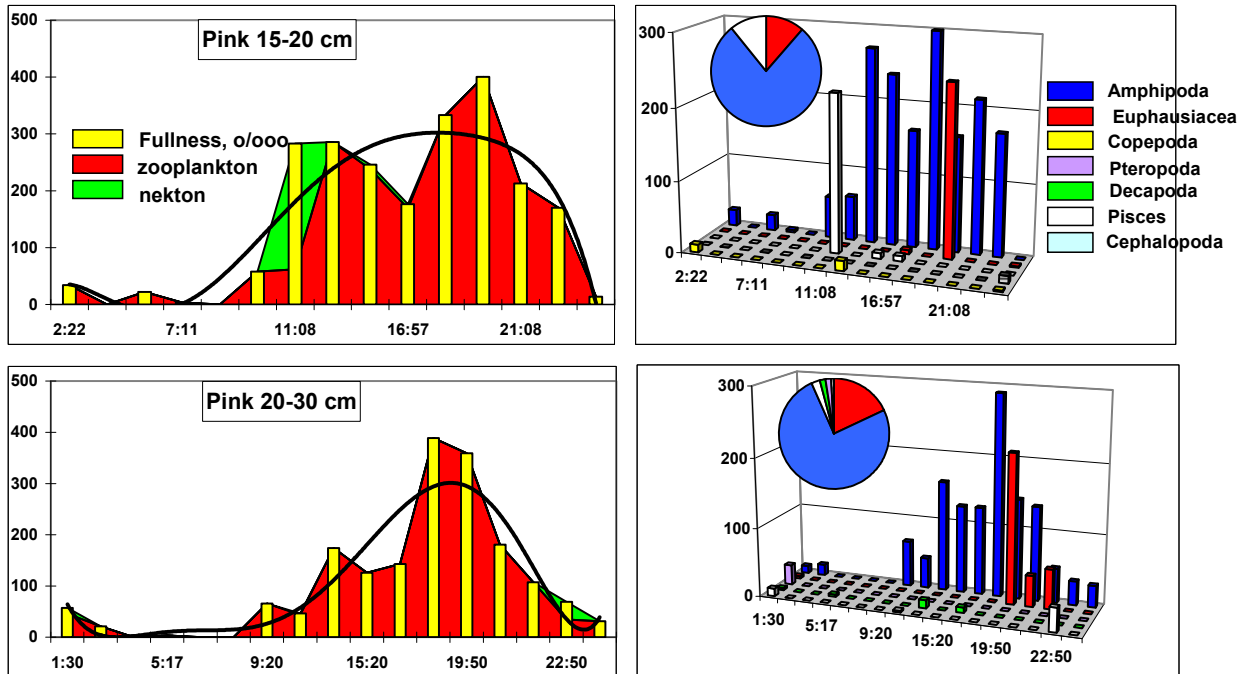 500
400
300
200
100
0
Pink 15-20 cm
Fullness, o/ooo
zooplankton
nekton
2:22 7:11 11:08 16:57 21:08
300
200
100
0
2:22 7:11 11:08 16:57 21:08
Amphipoda
Euphausiacea
Copepoda
Pteropoda
Decapoda
Pisces
Cephalopoda
500
400
300
200
100
0
Pink 20-30 cm
1:30 5:17 9:20 15:20 19:50 22:50
300
200
100
0
1:30 5:17 9:20 15:20 19:50 22:50